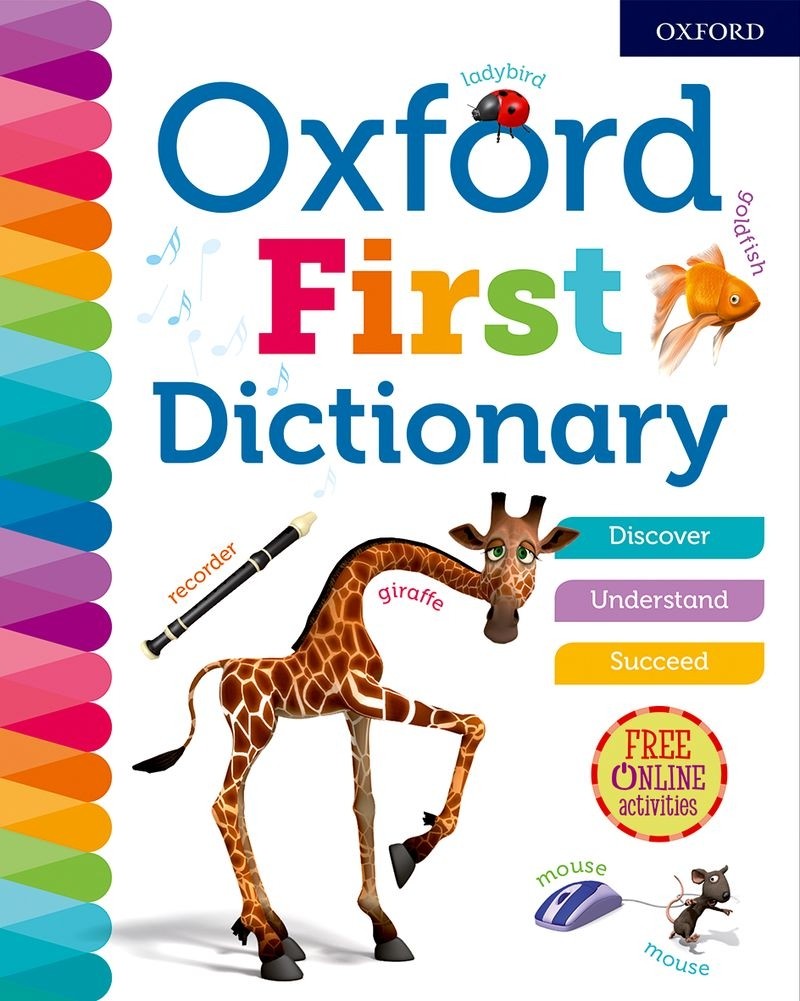 OXFORD
ladybird
Oxford
goldfish
First
Dictionary
recorder
giraffe
Discover
Understand
Succeed
FREE
ONLINE
activities
mouse
mouse